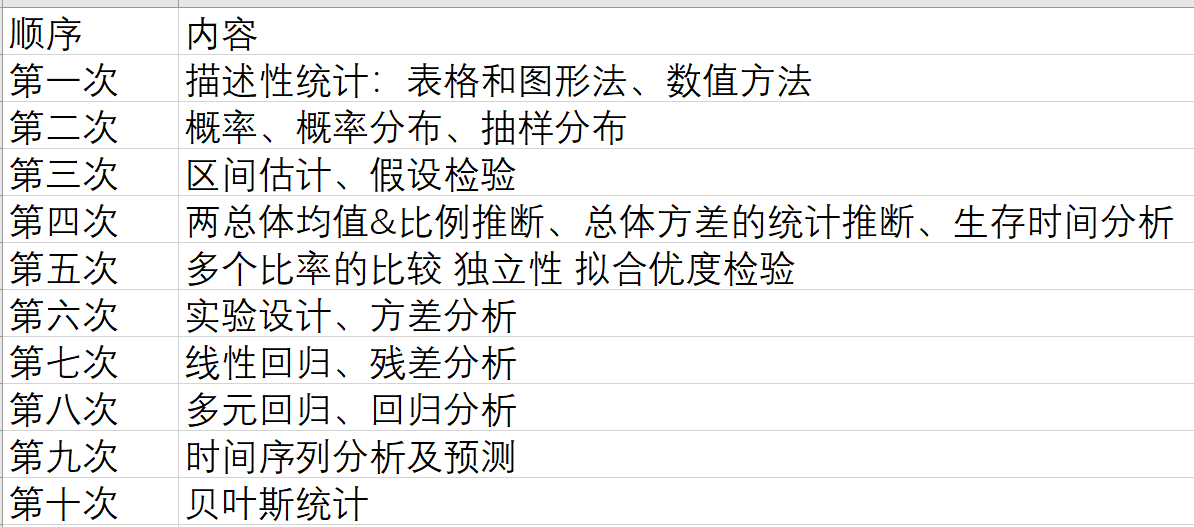 顺序 内容
第一次 描述性统计：表格和图形法、数值方法
第二次 概率、概率分布、抽样分布
第三次 区间估计、假设检验
第四次 两总体均值&比例推断、总体方差的统计推断、生存时间分析
第五次 多个比率的比较 独立性 拟合优度检验
第六次 实验设计、方差分析
第七次 线性回归、残差分析
第八次 多元回归、回归分析
第九次 时间序列分析及预测
第十次 贝叶斯统计